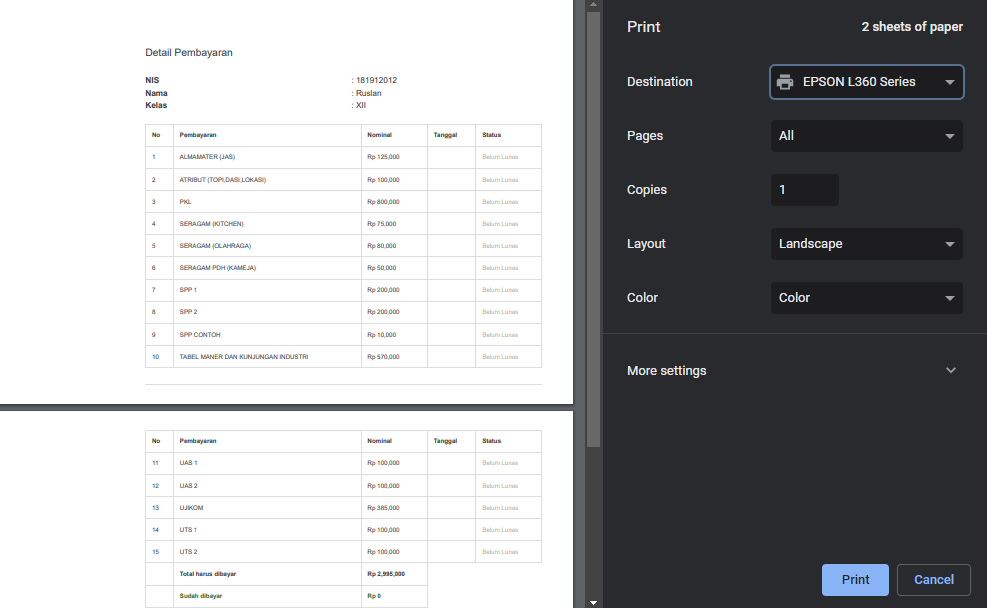 Detail Pembayaran
NIS : 181912012
Nama : Ruslan
Kelas : XII
No Pembayaran Nominal Tanggal Status
1 ALMAMATER (JAS) Rp 125,000 Belum Lunas
2 ATRIBUT (TOPI,DASI,LOKASI) Rp 100,000 Belum Lunas
3 PKL Rp 800,000 Belum Lunas
4 SERAGAM (KITCHEN) Rp 75,000 Belum Lunas
5 SERAGAM (OLAHRAGA) Rp 80,000 Belum Lunas
6 SERAGAM PDH (KAMEJA) Rp 50,000 Belum Lunas
7 SPP 1 Rp 200,000 Belum Lunas
8 SPP 2 Rp 200,000 Belum Lunas
9 SPP CONTOH Rp 10,000 Belum Lunas
10 TABEL MANER DAN KUNJUNGAN INDUSTRI Rp 570,000 Belum Lunas
No Pembayaran Nominal Tanggal Status
11 UAS 1 Rp 100,000 Belum Lunas
12 UAS 2 Rp 100,000 Belum Lunas
13 UJIKOM Rp 385,000 Belum Lunas
14 UTS 1 Rp 100,000 Belum Lunas
15 UTS 2 Rp 100,000 Belum Lunas
Total harus dibayar Rp 2,995,000
Sudah dibayar Rp 0
Print 2 sheets of paper
Destination EPSON L360 Series
Pages All
Copies 1
Layout Landscape
Color Color
More settings
Print Cancel